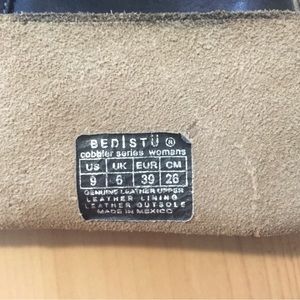 BED|STÜ ®
cobbler series womans
US UK EUR CM
9 6 39 26
GENUINE LEATHER UPPER
LEATHER LINING
LEATHER OUTSOLE
MADE IN MEXICO